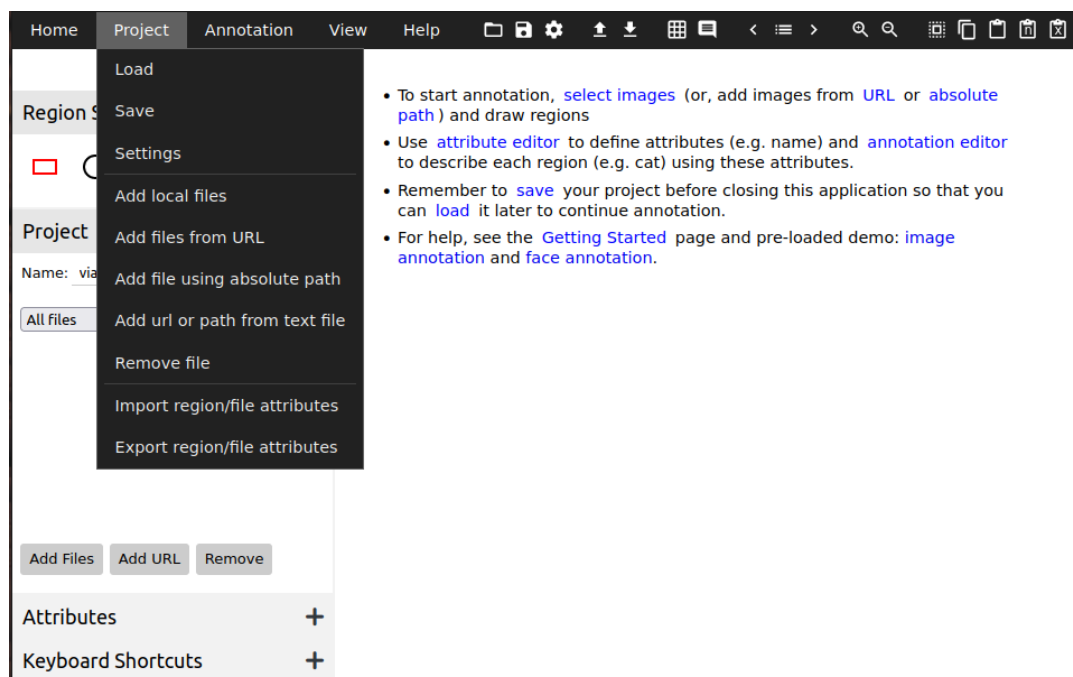 Home Project Annotation View Help
Load
Save
Settings
Add local files
Add files from URL
Add file using absolute path
Add url or path from text file
Remove file
Import region/file attributes
Export region/file attributes
Region S
Project
Name: via
All files
Add Files Add URL Remove
Attributes +
Keyboard Shortcuts +
• To start annotation, select images (or, add images from URL or absolute
path ) and draw regions
• Use attribute editor to define attributes (e.g. name) and annotation editor
to describe each region (e.g. cat) using these attributes.
• Remember to save your project before closing this application so that you
can load it later to continue annotation.
• For help, see the Getting Started page and pre-loaded demo: image
annotation and face annotation.